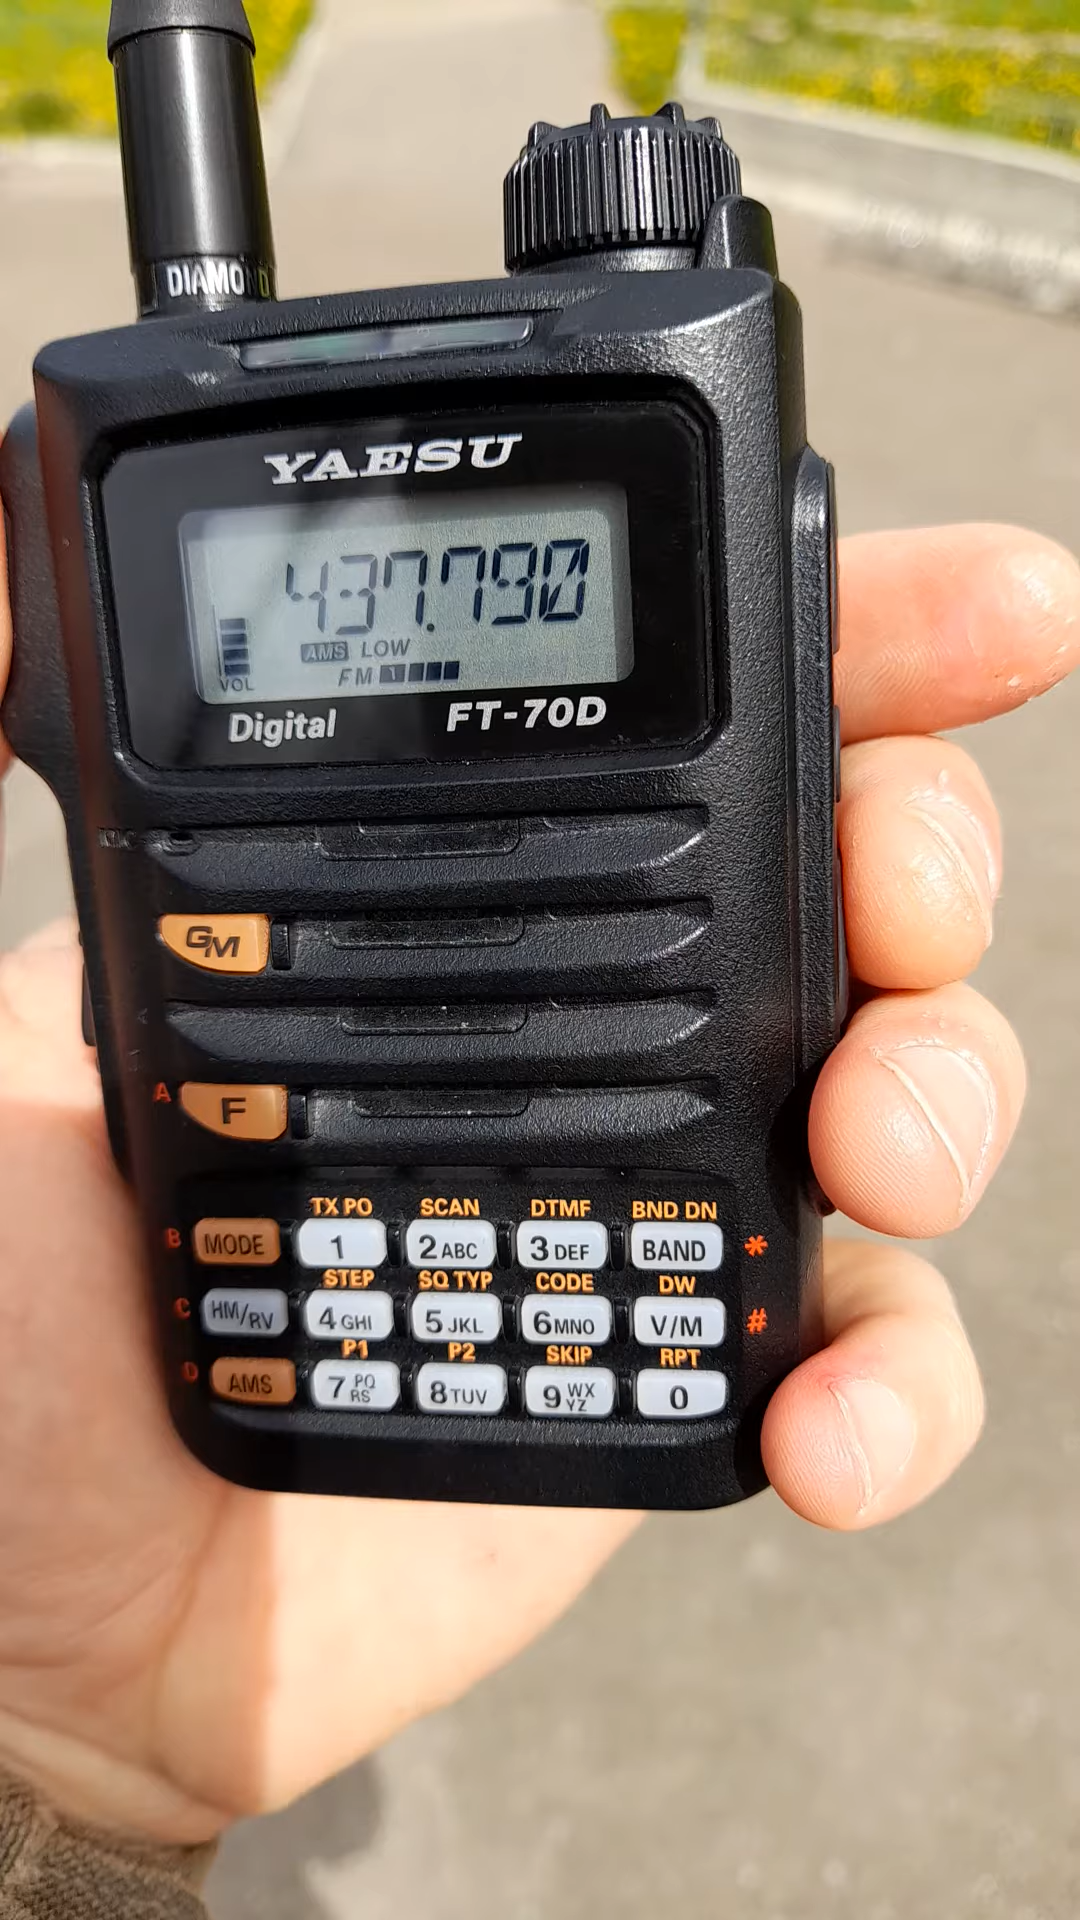 DIAMOND
YAESU
437.790
AMS LOW
VOL FM
Digital FT-70D
GM
A F
TX PO SCAN DTMF BND DN
B MODE 1 2 ABC 3 DEF BAND *
STEP SQ TYP CODE DW
C HM/RV 4 GHI 5 JKL 6 MNO V/M #
P1 P2 SKIP RPT
D AMS 7 PQRS 8 TUV 9 WXYZ 0